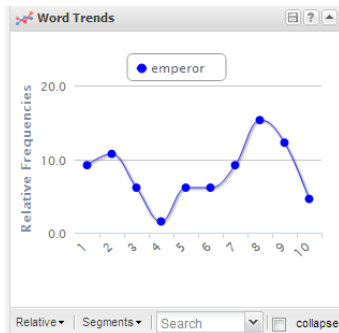 Word Trends
?
emperor
Relative Frequencies
20.0
10.0
0.0
1 2 3 4 5 6 7 8 9 10
Relative Segments Search collapse